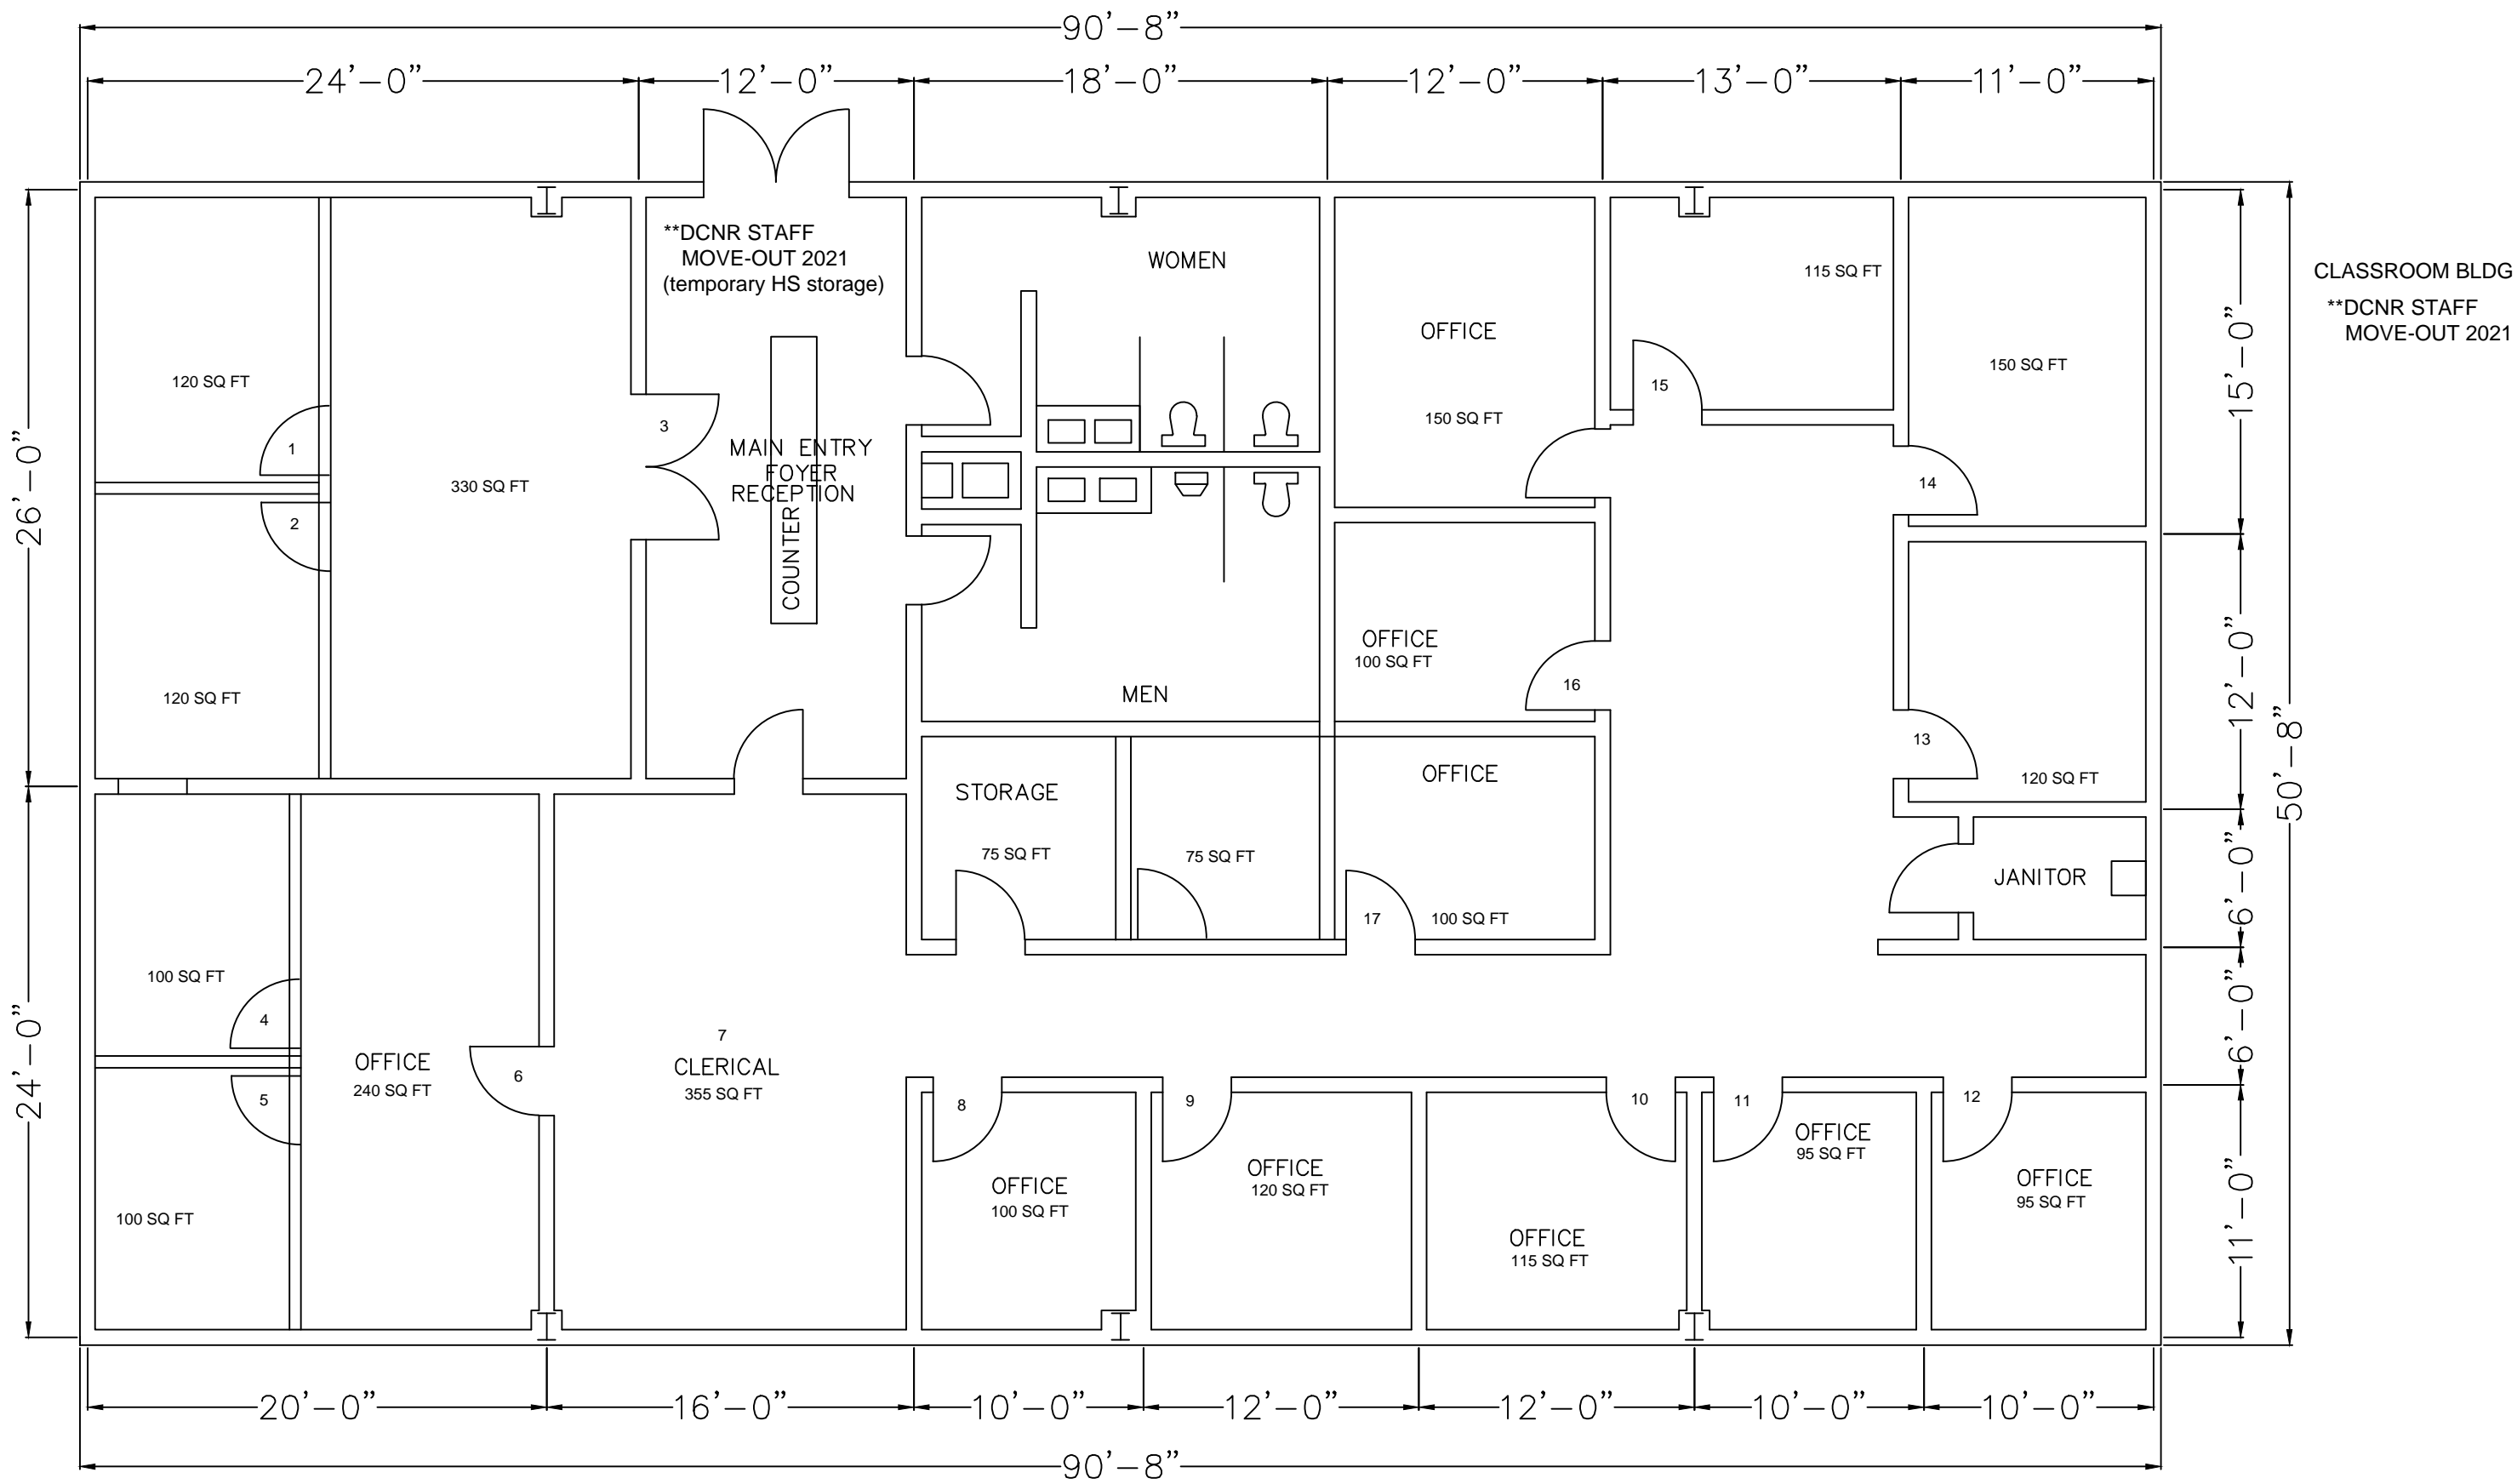 90'-8"
24'-0"
12'-0"
18'-0"
12'-0"
13'-0"
11'-0"
**DCNR STAFF
MOVE-OUT 2021
(temporary HS storage)
WOMEN
115 SQ FT
CLASSROOM BLDG
**DCNR STAFF
MOVE-OUT 2021
OFFICE
150 SQ FT
150 SQ FT
15'-0"
120 SQ FT
15
3
1
MAIN ENTRY
FOYER
RECEPTION
COUNTER
330 SQ FT
26'-0"
2
14
120 SQ FT
OFFICE
100 SQ FT
16
MEN
12'-0"
50'-8"
13
120 SQ FT
STORAGE
75 SQ FT
75 SQ FT
OFFICE
17
100 SQ FT
JANITOR
6'-0"
100 SQ FT
4
6'-0"
24'-0"
OFFICE
240 SQ FT
6
5
7
CLERICAL
355 SQ FT
8
9
10
11
12
100 SQ FT
OFFICE
100 SQ FT
OFFICE
120 SQ FT
OFFICE
115 SQ FT
OFFICE
95 SQ FT
OFFICE
95 SQ FT
11'-0"
20'-0"
16'-0"
10'-0"
12'-0"
12'-0"
10'-0"
10'-0"
90'-8"